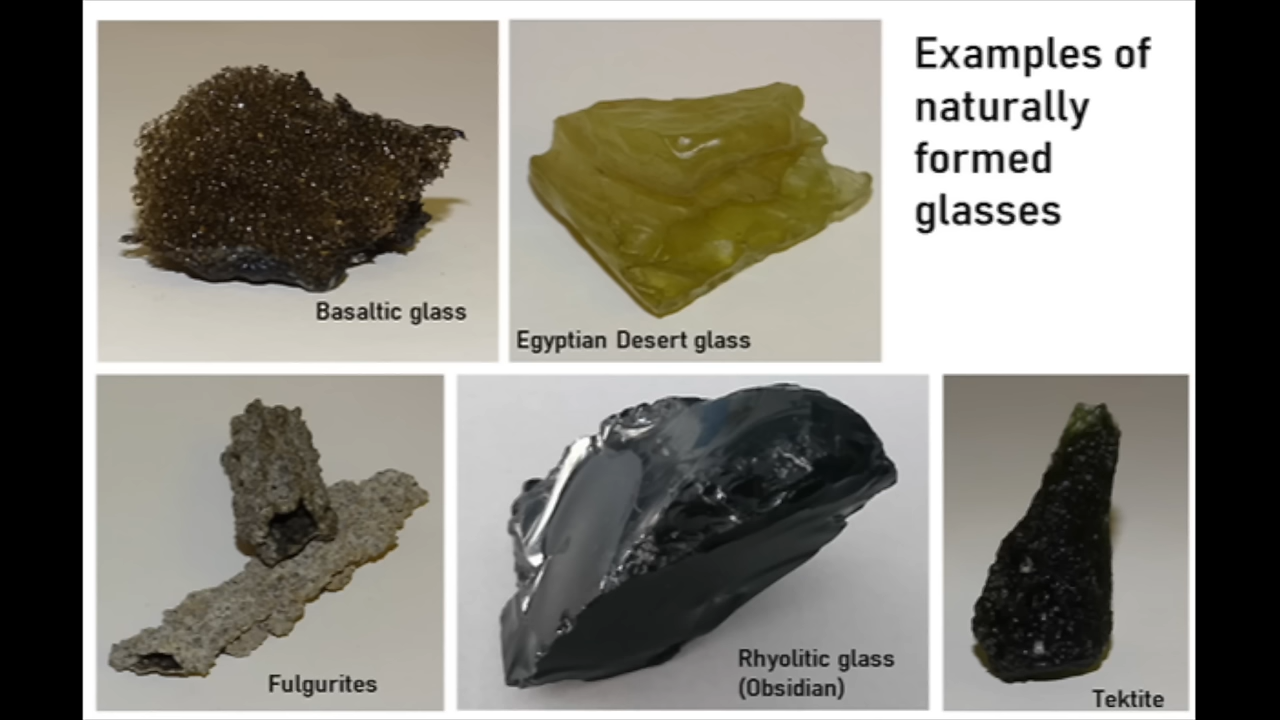 Examples of
naturally
formed
glasses
Basaltic glass
Egyptian Desert glass
Fulgurites
Rhyolitic glass
(Obsidian)
Tektite